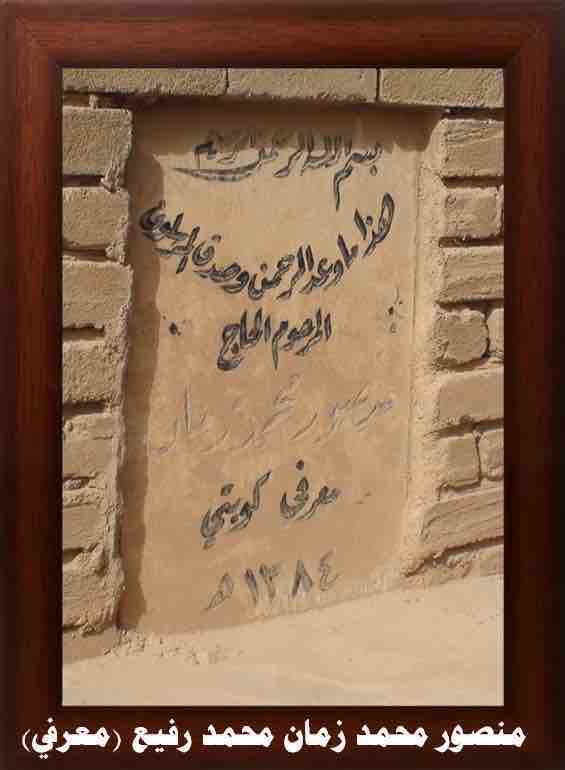 بسم الله الرحمن الرحيم
هذا ما وعد الرحمن وصدق المرسلون
المرحوم الحاج
منصور محمد زمان
معرفي كويتي
١٣٨٤ هـ
منصور محمد زمان محمد رفيع (معرفي)